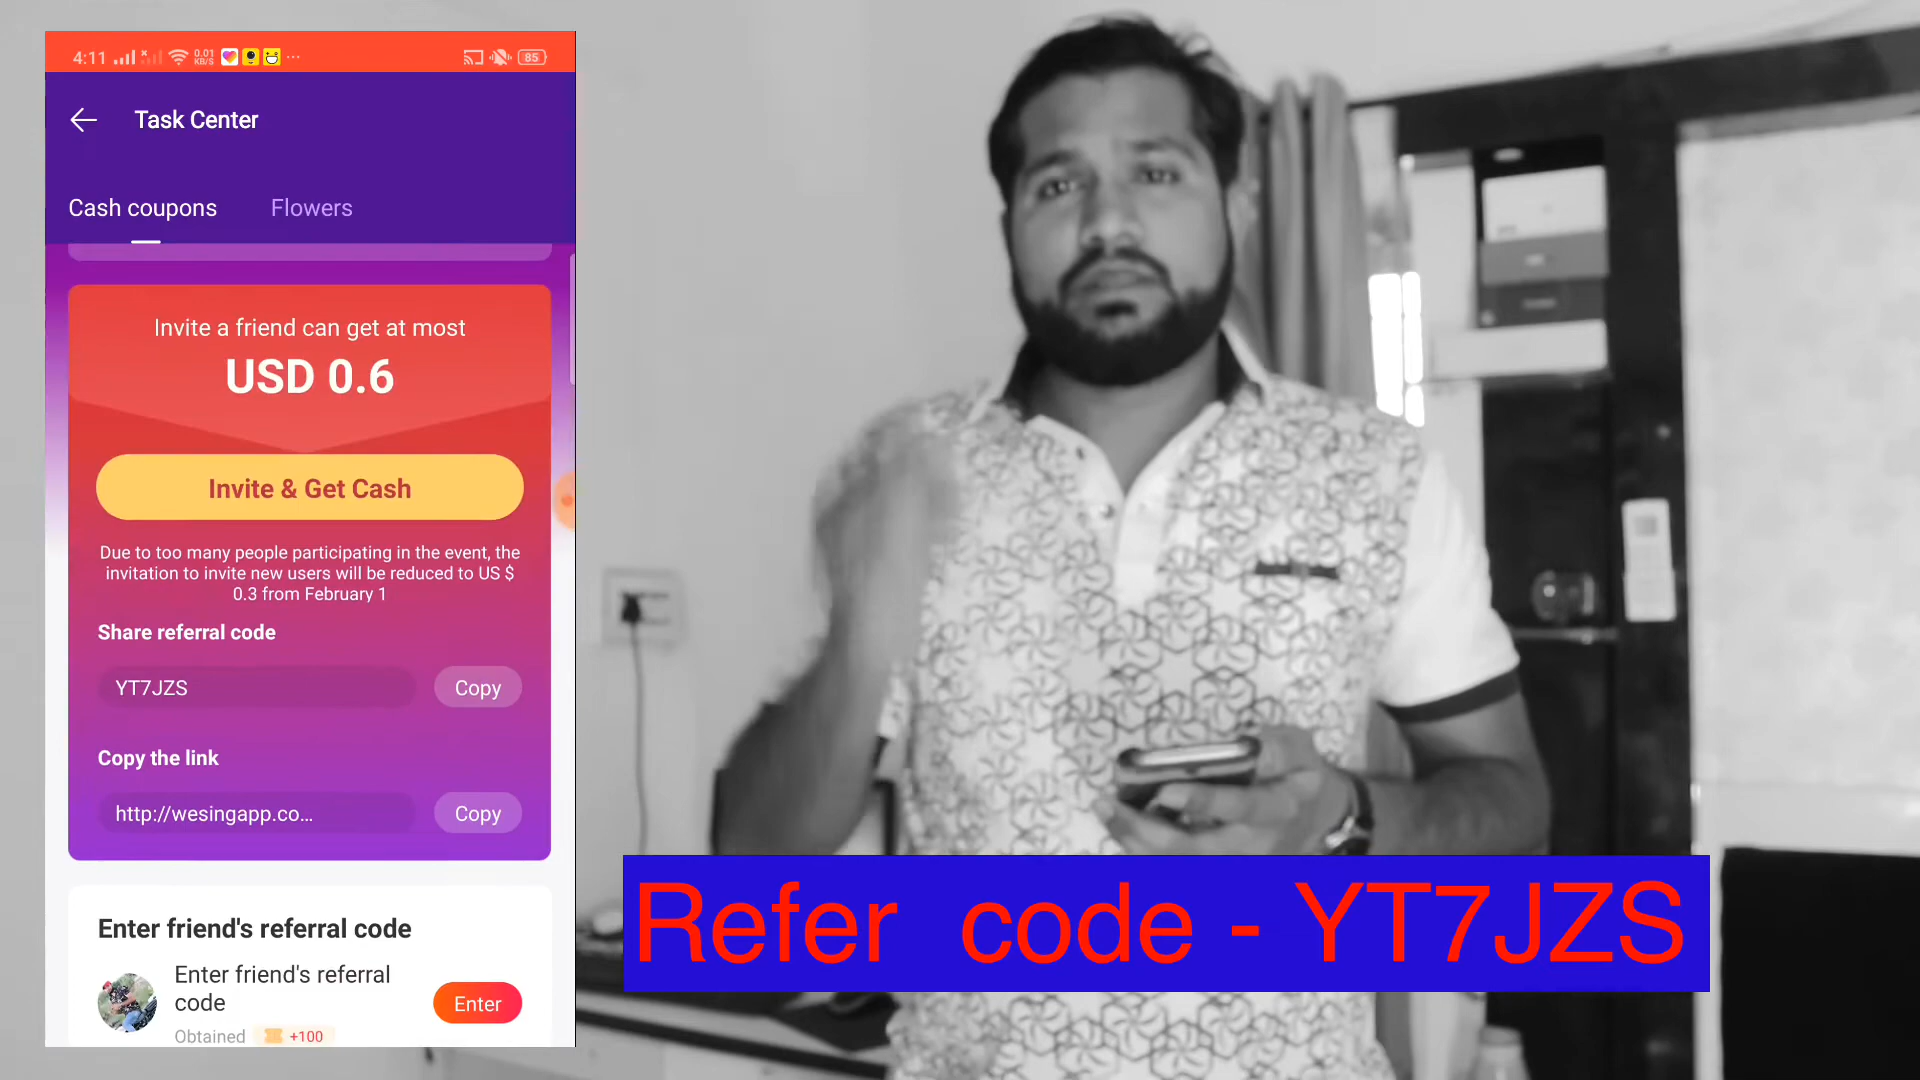 4:11
0.01
KB/S
85
Task Center
Cash coupons
Flowers
Invite a friend can get at most
USD 0.6
Invite & Get Cash
Due to too many people participating in the event, the
invitation to invite new users will be reduced to US $
0.3 from February 1
Share referral code
YT7JZS
Copy
Copy the link
http://wesingapp.co...
Copy
Enter friend's referral code
Enter friend's referral
code
Enter
Obtained
+100
Refer code - YT7JZS